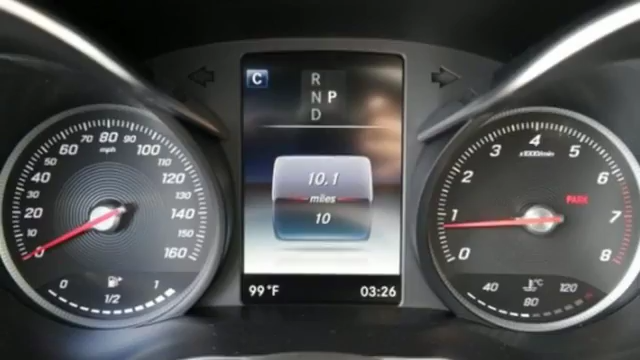 C
R
N P
D
10.1
miles
10
99°F 03:26
0 20 30 40 50 60 70 80 90 100 110 120 130 140 150 160
mph
0 1/2 1
0 1 2 3 4 5 6 7 8
x1000/min
PARK
40 80 °C 120